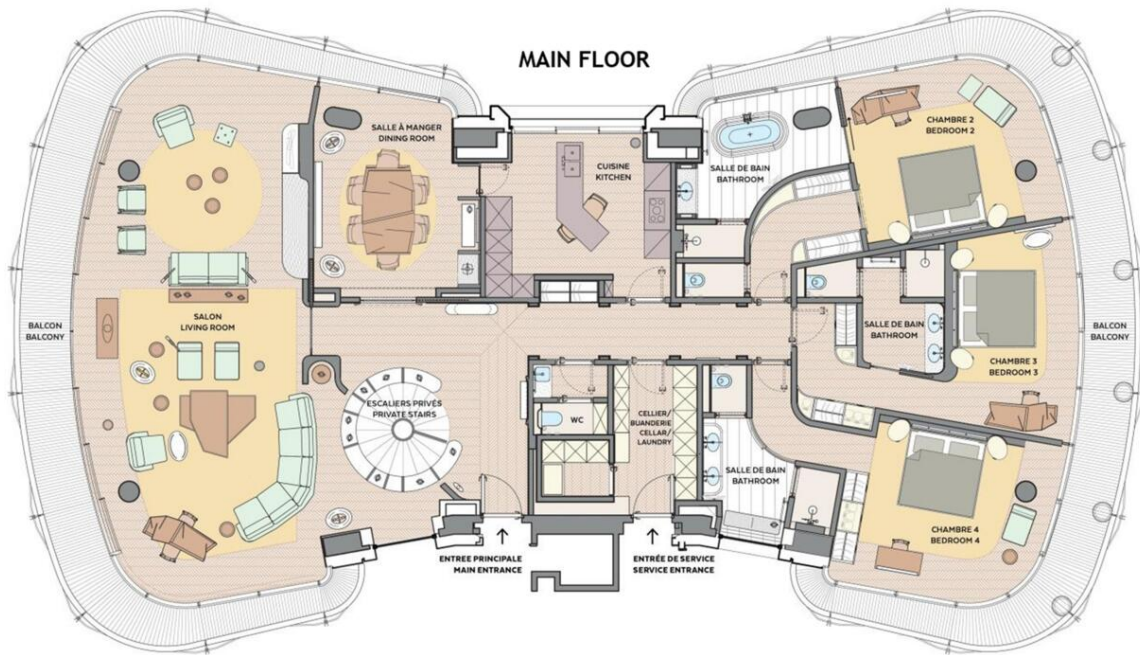 MAIN FLOOR
SALLE À MANGER
DINING ROOM
CUISINE
KITCHEN
SALLE DE BAIN
BATHROOM
CHAMBRE 2
BEDROOM 2
SALON
LIVING ROOM
BALCON
BALCONY
SALLE DE BAIN
BATHROOM
CHAMBRE 3
BEDROOM 3
BALCON
BALCONY
ESCALIERS PRIVÉS
PRIVATE STAIRS
WC
CELLIER/
BUANDERIE
CELLAR/
LAUNDRY
SALLE DE BAIN
BATHROOM
CHAMBRE 4
BEDROOM 4
ENTREE PRINCIPALE
MAIN ENTRANCE
ENTRÉE DE SERVICE
SERVICE ENTRANCE